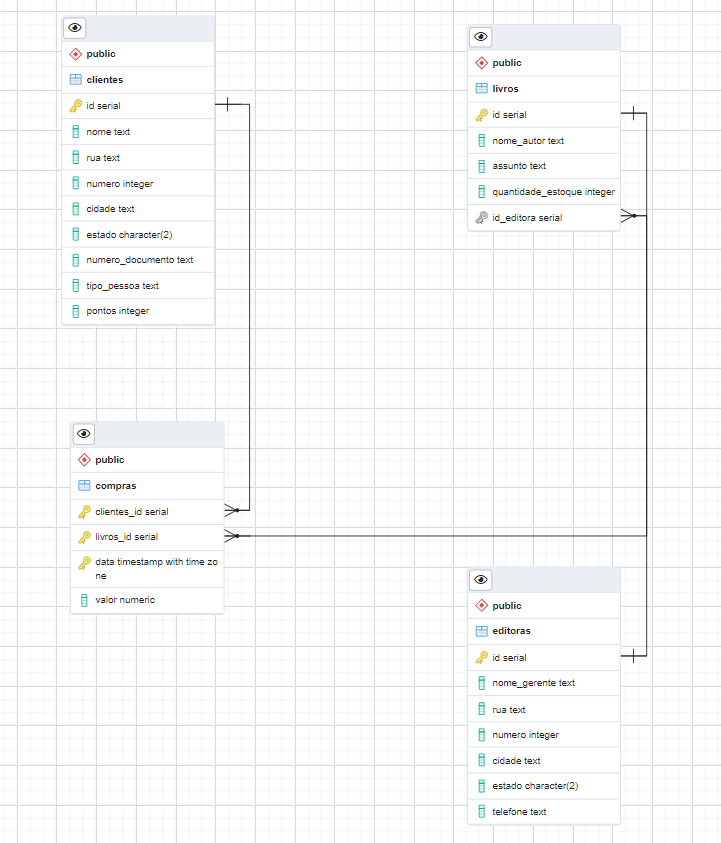 public
clientes
id serial
nome text
rua text
numero integer
cidade text
estado character(2)
numero_documento text
tipo_pessoa text
pontos integer
public
livros
id serial
nome_autor text
assunto text
quantidade_estoque integer
id_editora serial
public
compras
clientes_id serial
livros_id serial
data timestamp with time zo
ne
valor numeric
public
editoras
id serial
nome_gerente text
rua text
numero integer
cidade text
estado character(2)
telefone text